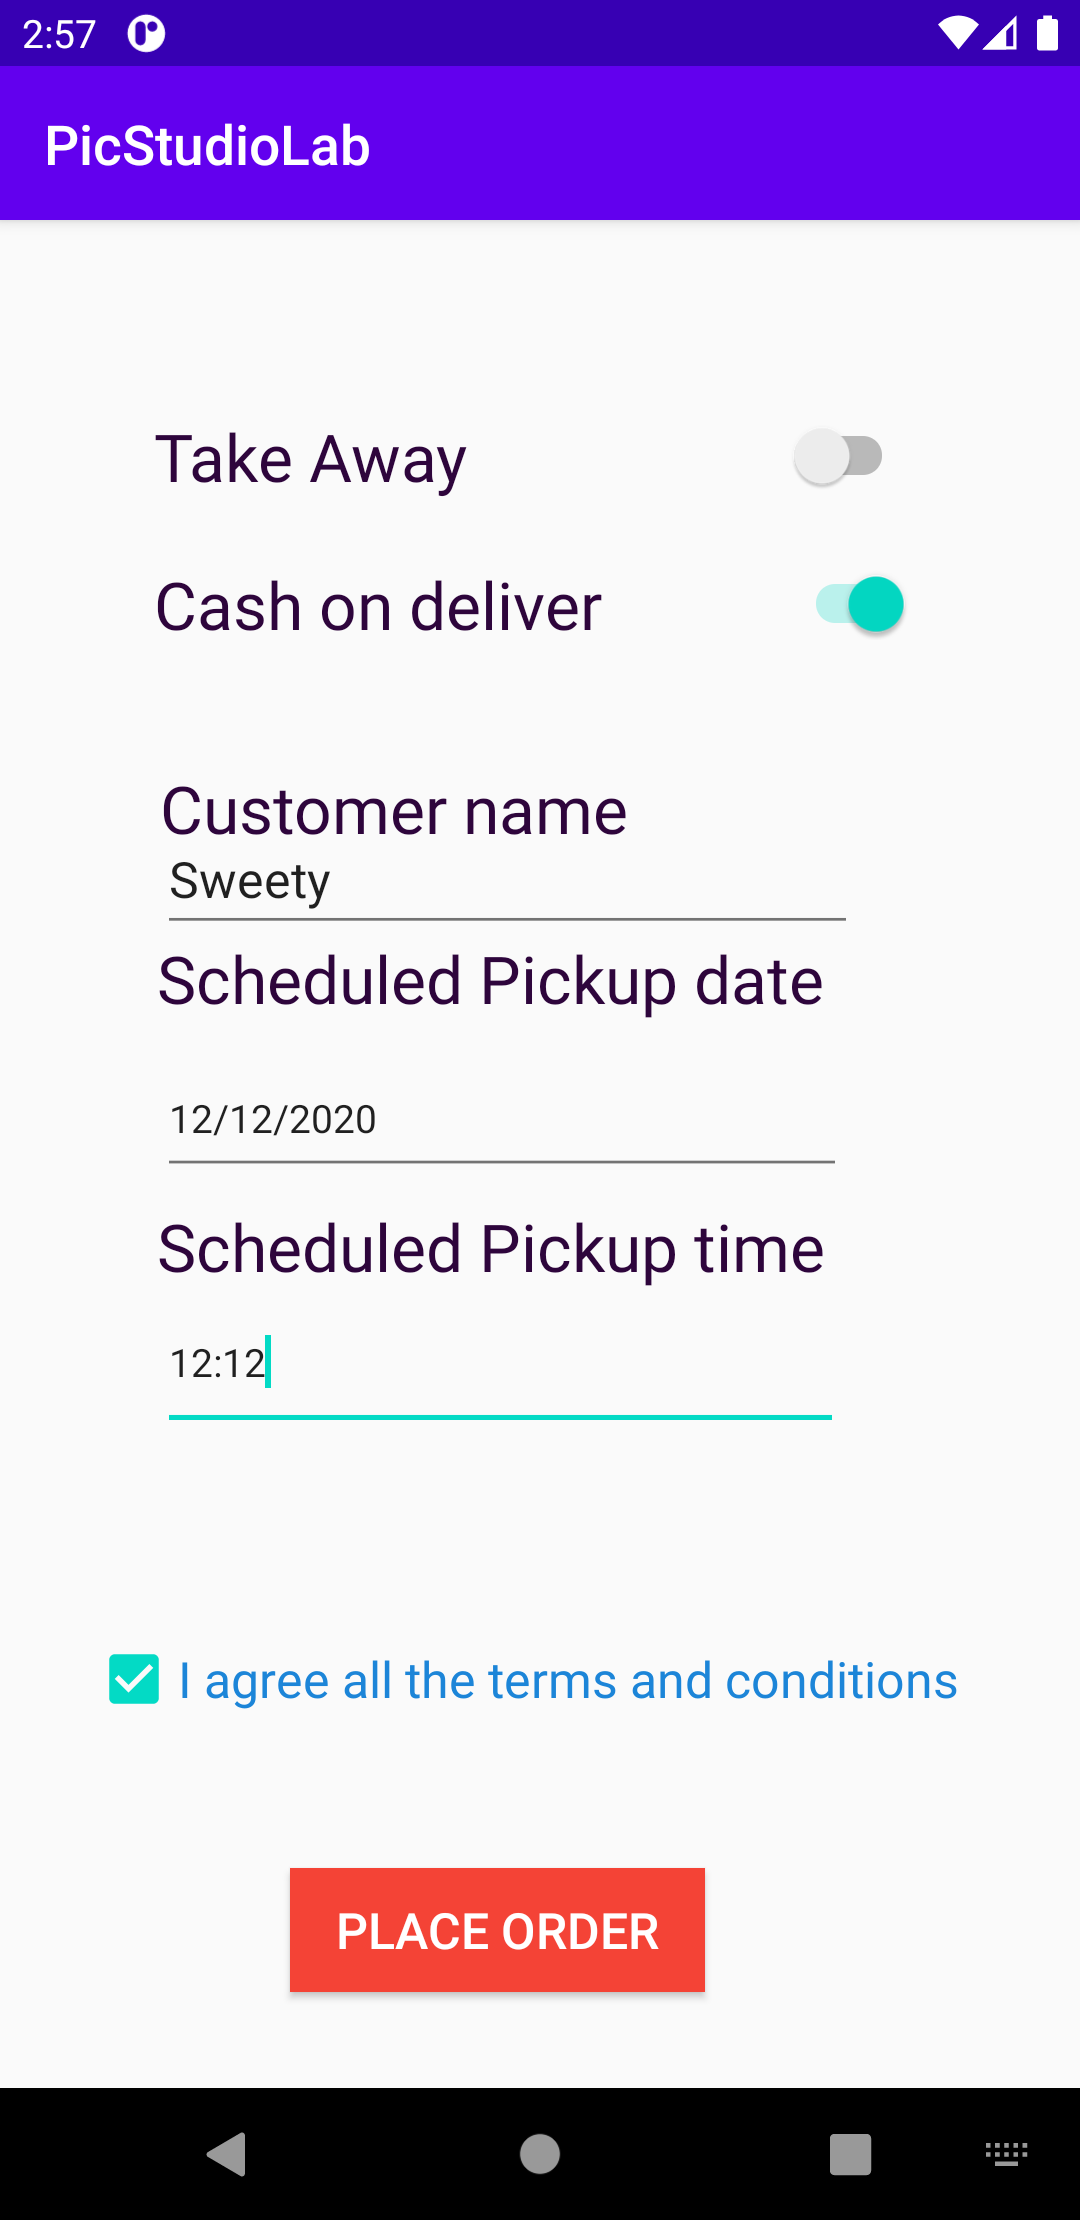 2:57
PicStudioLab
Take Away
Cash on deliver
Customer name
Sweety
Scheduled Pickup date
12/12/2020
Scheduled Pickup time
12:12
I agree all the terms and conditions
PLACE ORDER